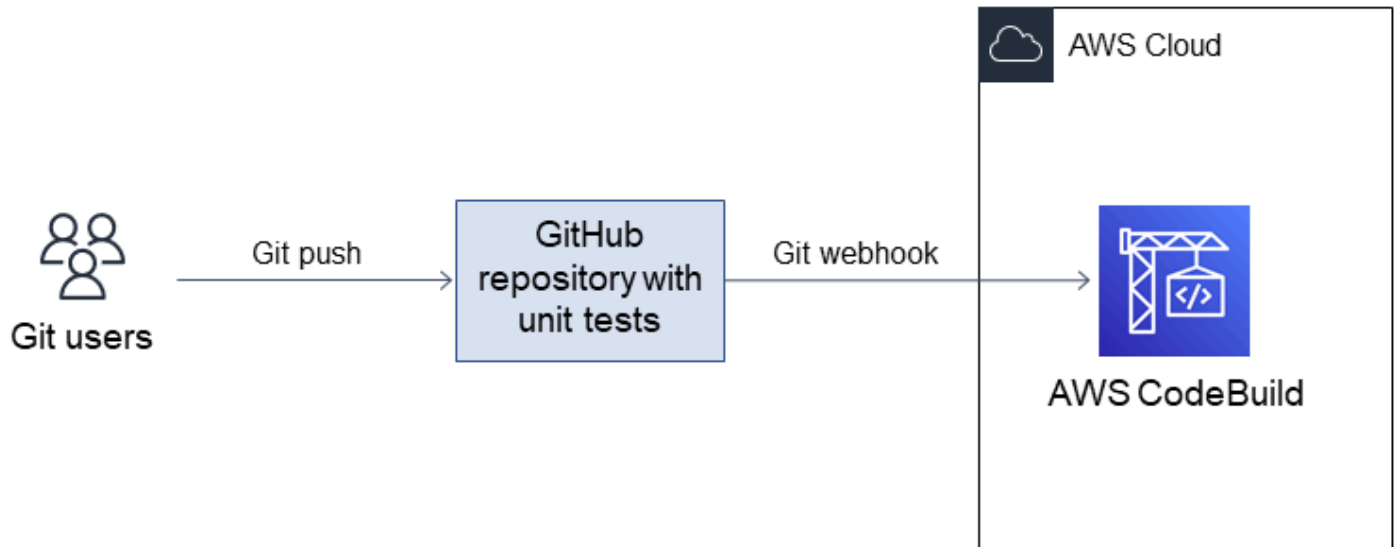 AWS Cloud
Git users
Git push
GitHub
repository with
unit tests
Git webhook
</>
AWS CodeBuild